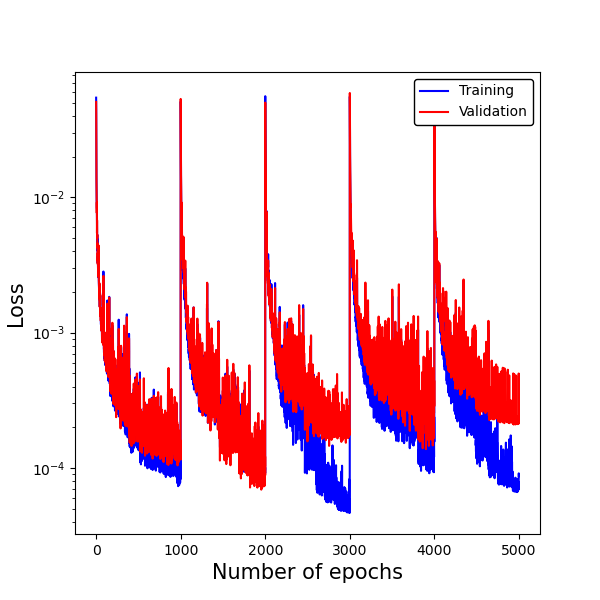 Training
Validation
Loss
10⁻²
10⁻³
10⁻⁴
0 1000 2000 3000 4000 5000
Number of epochs